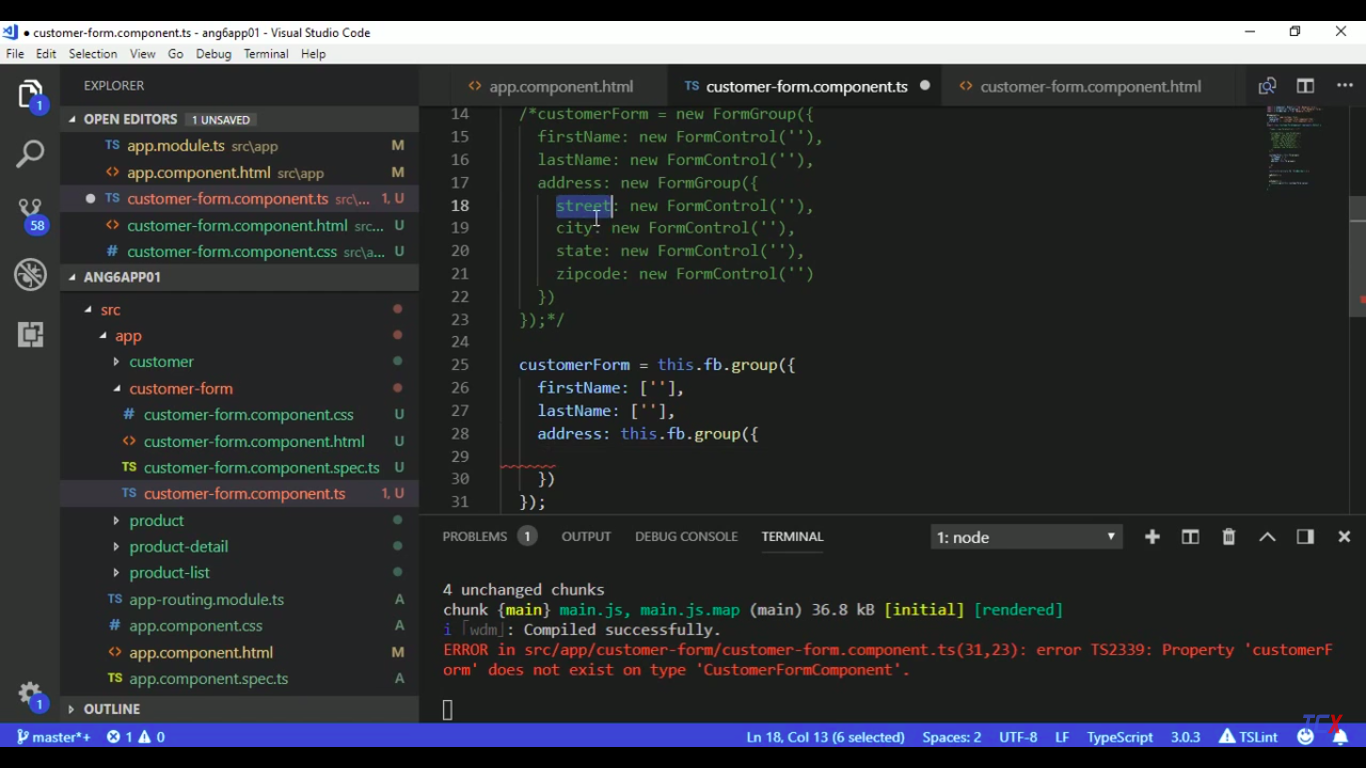 customer-form.component.ts - ang6app01 - Visual Studio Code
File Edit Selection View Go Debug Terminal Help
EXPLORER
OPEN EDITORS 1 UNSAVED
TS app.module.ts src\app M
<> app.component.html src\app M
TS customer-form.component.ts src\... 1, U
<> customer-form.component.html src... U
# customer-form.component.css src\a... U
ANG6APP01
src
app
customer
customer-form
# customer-form.component.css U
<> customer-form.component.html U
TS customer-form.component.spec.ts U
TS customer-form.component.ts 1, U
product
product-detail
product-list
TS app-routing.module.ts A
# app.component.css A
<> app.component.html M
TS app.component.spec.ts A
OUTLINE
1
58
1
<> app.component.html TS customer-form.component.ts <> customer-form.component.html
14 /*customerForm = new FormGroup({
15 firstName: new FormControl(''),
16 lastName: new FormControl(''),
17 address: new FormGroup({
18 street: new FormControl(''),
19 city: new FormControl(''),
20 state: new FormControl(''),
21 zipcode: new FormControl('')
22 })
23 });*/
24
25 customerForm = this.fb.group({
26 firstName: [''],
27 lastName: [''],
28 address: this.fb.group({
29
30 })
31 });
PROBLEMS 1 OUTPUT DEBUG CONSOLE TERMINAL 1: node
4 unchanged chunks
chunk {main} main.js, main.js.map (main) 36.8 kB [initial] [rendered]
i ｢wdm｣: Compiled successfully.
ERROR in src/app/customer-form/customer-form.component.ts(31,23): error TS2339: Property 'customerF
orm' does not exist on type 'CustomerFormComponent'.
master*+ 1 0 Ln 18, Col 13 (6 selected) Spaces: 2 UTF-8 LF TypeScript 3.0.3 TSLint